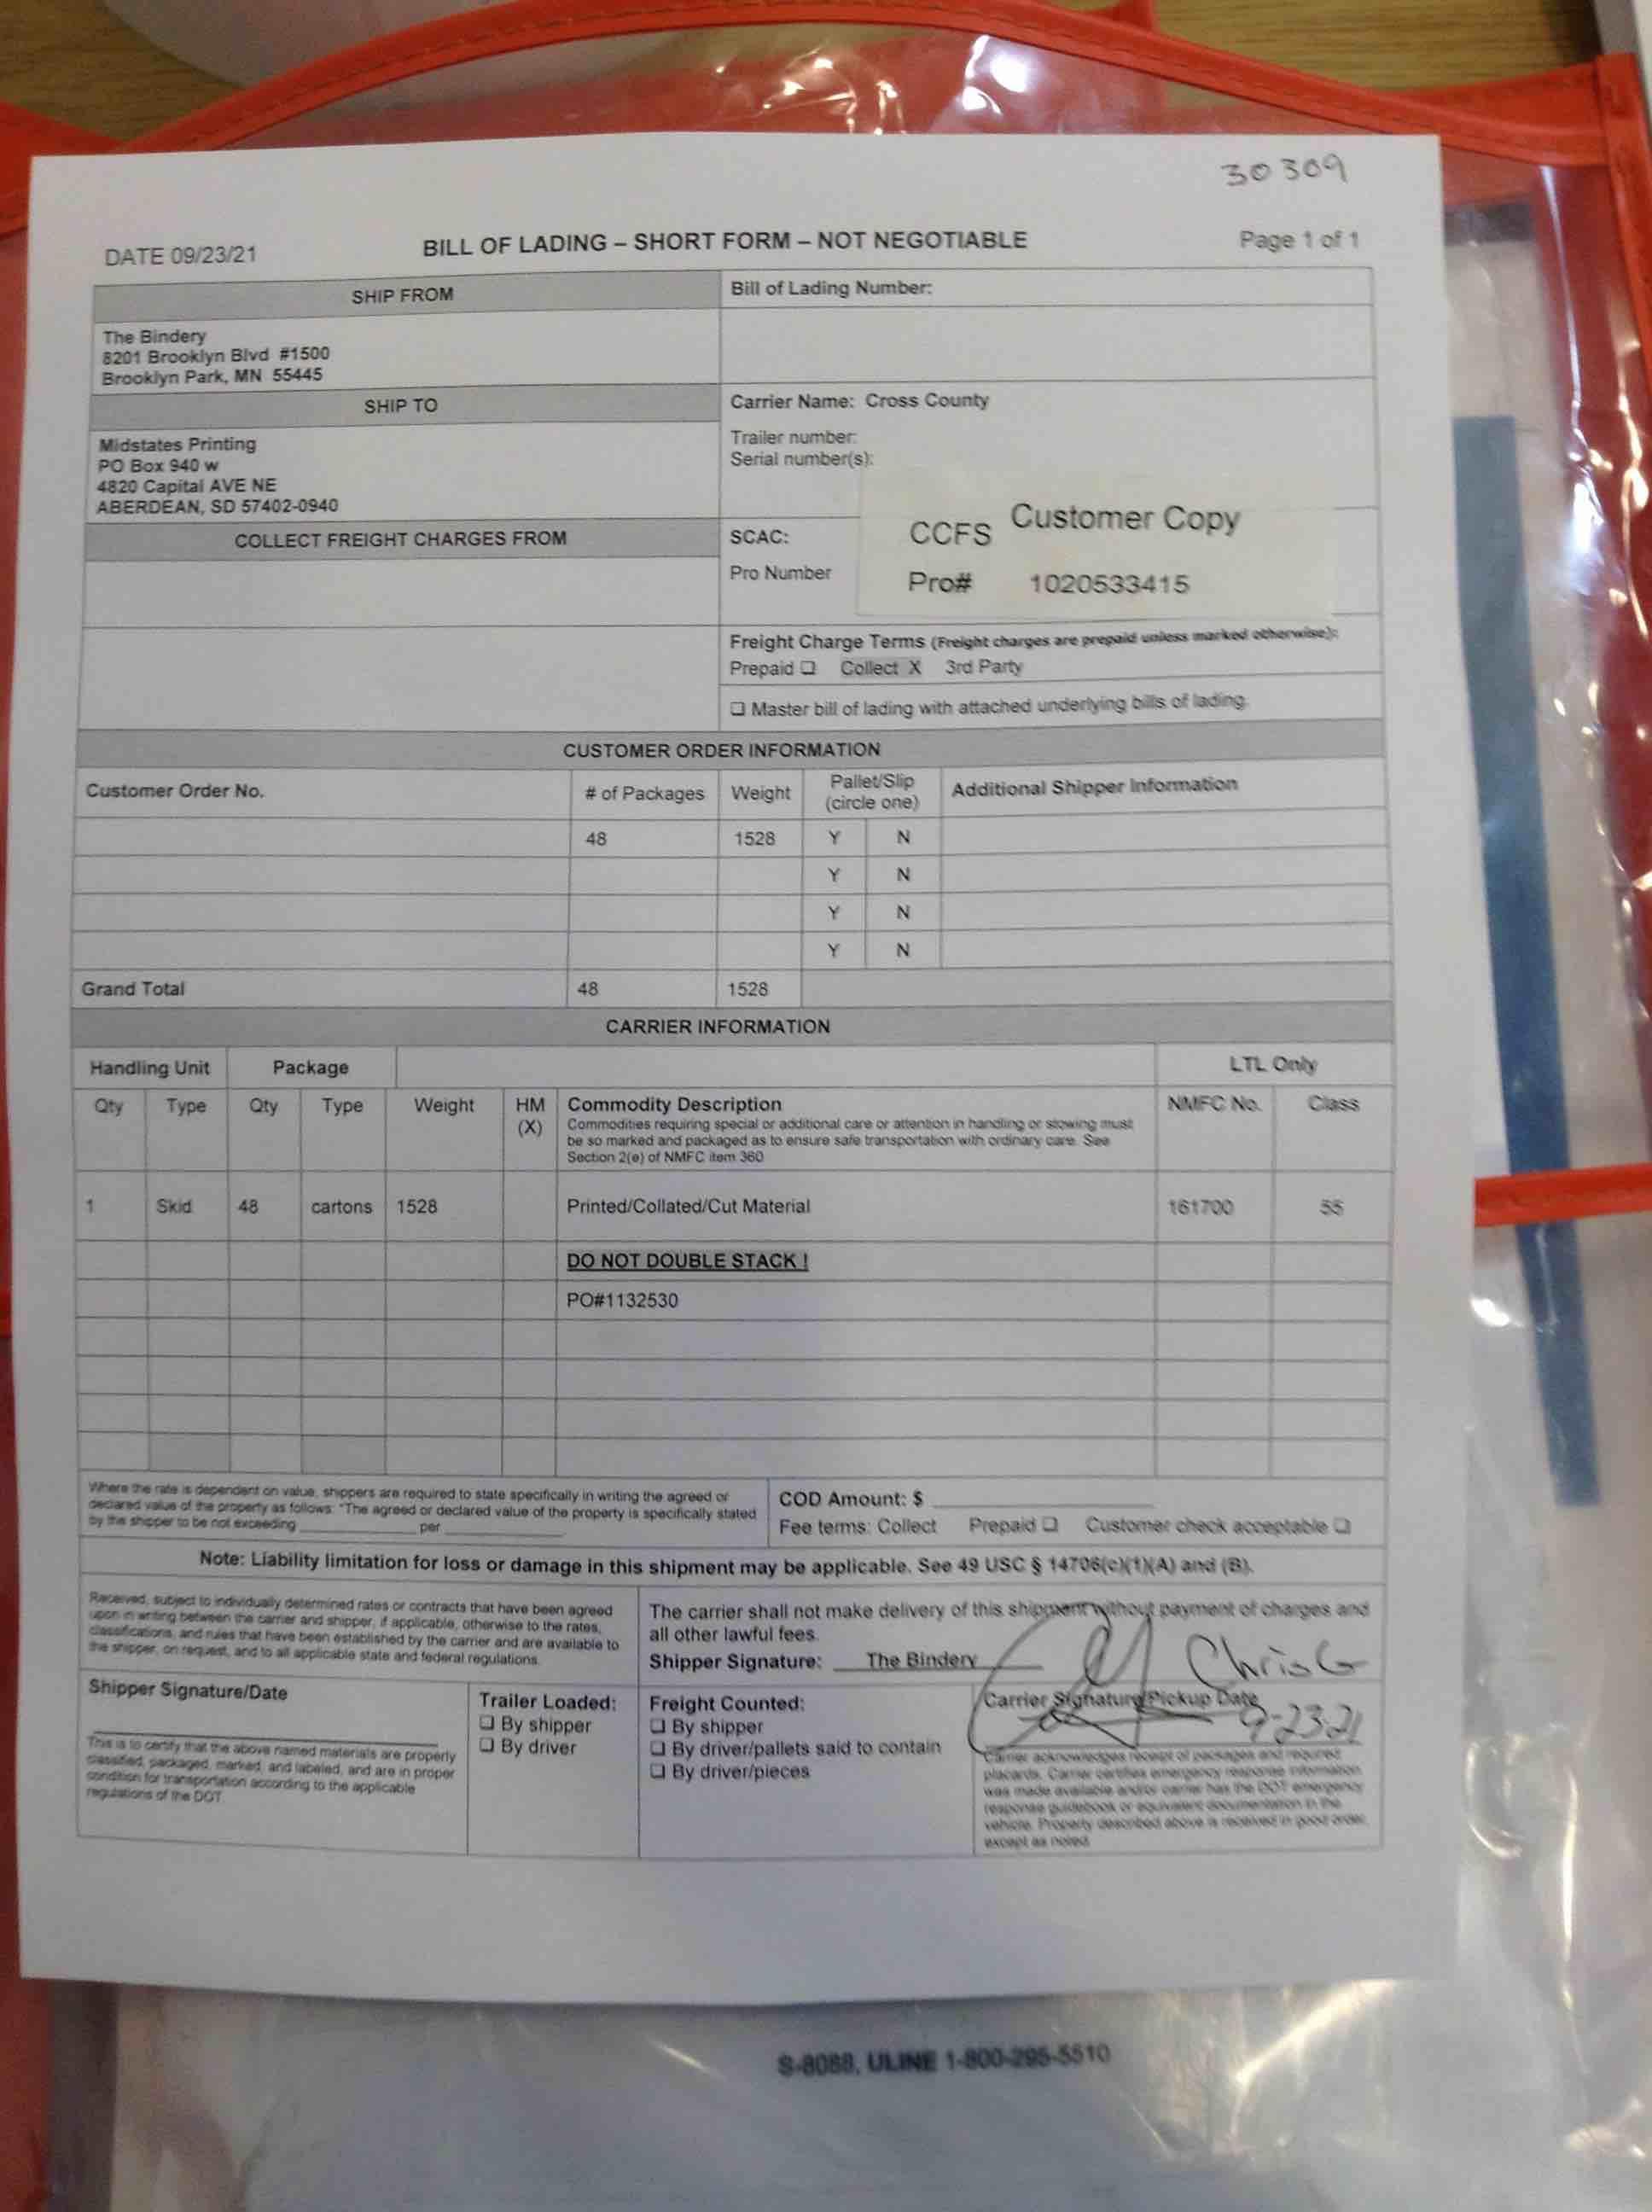 30309
DATE 09/23/21
BILL OF LADING – SHORT FORM – NOT NEGOTIABLE
Page 1 of 1
SHIP FROM
The Bindery
8201 Brooklyn Blvd #1500
Brooklyn Park, MN 55445
Bill of Lading Number:
SHIP TO
Midstates Printing
PO Box 940 w
4820 Capital AVE NE
ABERDEAN, SD 57402-0940
Carrier Name: Cross County
Trailer number:
Serial number(s):
COLLECT FREIGHT CHARGES FROM
SCAC:
Pro Number
CCFS Customer Copy
Pro# 1020533415
Freight Charge Terms (Freight charges are prepaid unless marked otherwise):
Prepaid ❑ Collect X 3rd Party
❑ Master bill of lading with attached underlying bills of lading.
CUSTOMER ORDER INFORMATION
Customer Order No. # of Packages Weight Pallet/Slip (circle one) Additional Shipper Information
48 1528 Y N
Y N
Y N
Y N
Grand Total 48 1528
CARRIER INFORMATION
Handling Unit Package LTL Only
Qty Type Qty Type Weight HM (X) Commodity Description NMFC No. Class
Commodities requiring special or additional care or attention in handling or stowing must
be so marked and packaged as to ensure safe transportation with ordinary care. See
Section 2(e) of NMFC item 360
1 Skid 48 cartons 1528 Printed/Collated/Cut Material 161700 55
DO NOT DOUBLE STACK !
PO#1132530
Where the rate is dependent on value, shippers are required to state specifically in writing the agreed or
declared value of the property as follows: "The agreed or declared value of the property is specifically stated
by the shipper to be not exceeding ____________ per ____________.
COD Amount: $ ____________
Fee terms: Collect Prepaid ❑ Customer check acceptable ❑
Note: Liability limitation for loss or damage in this shipment may be applicable. See 49 USC § 14706(c)(1)(A) and (B).
Received, subject to individually determined rates or contracts that have been agreed
upon in writing between the carrier and shipper, if applicable, otherwise to the rates,
classifications, and rules that have been established by the carrier and are available to
the shipper, on request, and to all applicable state and federal regulations.
The carrier shall not make delivery of this shipment without payment of charges and
all other lawful fees.
Shipper Signature: The Bindery
Chris G
Shipper Signature/Date
This is to certify that the above named materials are properly
classified, packaged, marked, and labeled, and are in proper
condition for transportation according to the applicable
regulations of the DOT.
Trailer Loaded:
❑ By shipper
❑ By driver
Freight Counted:
❑ By shipper
❑ By driver/pallets said to contain
❑ By driver/pieces
Carrier Signature/Pickup Date
9-23-21
Carrier acknowledges receipt of packages and required
placards. Carrier certifies emergency response information
was made available and/or carrier has the DOT emergency
response guidebook or equivalent documentation in the
vehicle. Property described above is received in good order,
except as noted.
S-8088, ULINE 1-800-295-5510